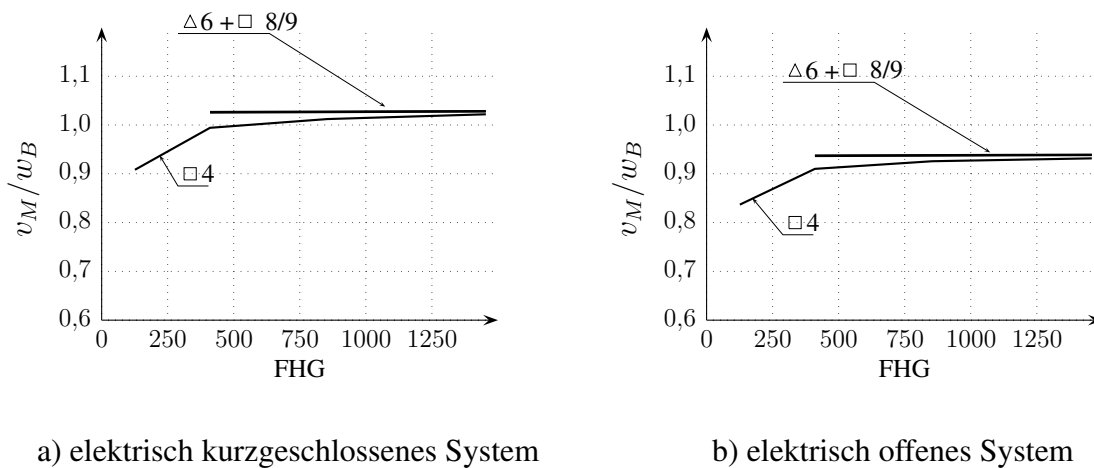 △6 + □ 8/9
1,1
1,0
0,9
0,8
0,7
0,6
v_M/w_B
□ 4
0 250 500 750 1000 1250
FHG
a) elektrisch kurzgeschlossenes System
△6 + □ 8/9
1,1
1,0
0,9
0,8
0,7
0,6
v_M/w_B
□ 4
0 250 500 750 1000 1250
FHG
b) elektrisch offenes System